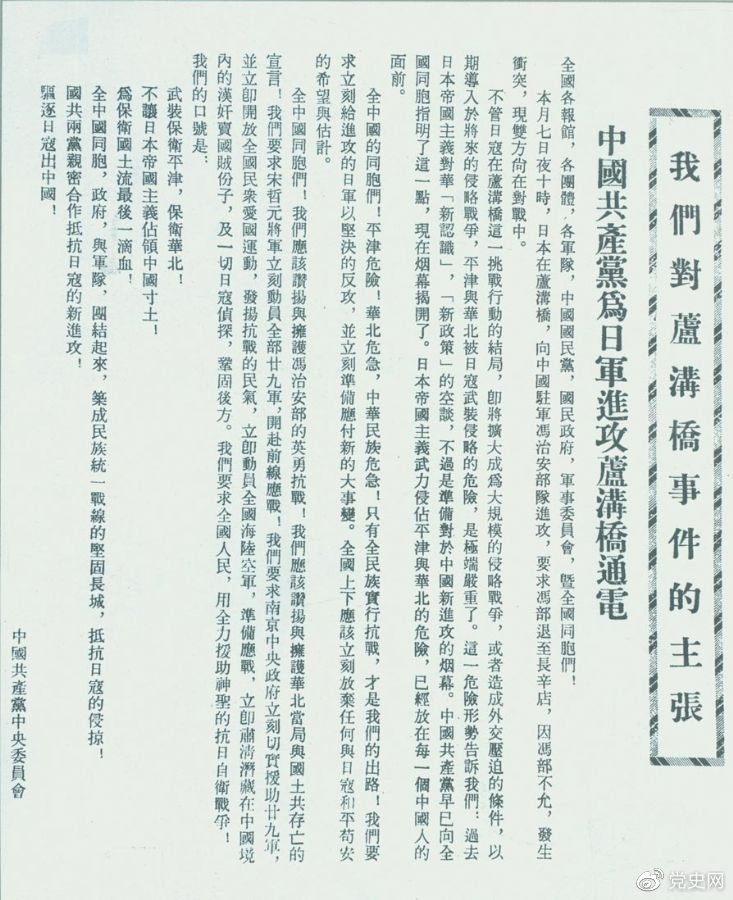 我們對蘆溝橋事件的主張
中國共產黨爲日軍進攻蘆溝橋通電
全國各報館，各團體，各軍隊，中國國民黨，國民政府，軍事委員會，暨全國同胞們！
本月七日夜十時，日本在蘆溝橋，向中國駐軍馮治安部隊進攻，要求馮部退至長辛店，因馮部不允，發生
衝突，現雙方尚在對戰中。
不管日寇在蘆溝橋這一挑戰行動的結局，卽將擴大成爲大規模的侵略戰爭，或者造成外交壓迫的條件，以
期導入於將來的侵略戰爭，平津與華北被日寇武裝侵略的危險，是極端嚴重了。這一危險形勢告訴我們：過去
日本帝國主義對華「新認識」，「新政策」的空談，不過是準備對於中國新進攻的烟幕。中國共產黨早已向全
國同胞指明了這一點，現在烟幕揭開了。日本帝國主義武力侵佔平津與華北的危險，已經放在每一個中國人的
面前。
全中國的同胞們！平津危險！華北危急，中華民族危急！只有全民族實行抗戰，才是我們的出路！我們要
求立刻給進攻的日軍以堅決的反攻，並立刻準備應付新的大事變。全國上下應該立刻放棄任何與日寇和平苟安
的希望與估計。
全中國同胞們！我們應該讚揚與擁護馮治安部的英勇抗戰！我們應該讚揚與擁護華北當局與國土共存亡的
宣言！我們要求宋哲元將軍立刻動員全部廿九軍，開赴前線應戰！我們要求南京中央政府立刻切實援助廿九軍，
並立卽開放全國民衆愛國運動，發揚抗戰的民氣，立卽動員全國海陸空軍，準備應戰，立卽肅清潛藏在中國境
內的漢奸賣國賊份子，及一切日寇偵探，鞏固後方。我們要求全國人民，用全力援助神聖的抗日自衛戰爭！
我們的口號是：
武裝保衛平津，保衛華北！
不讓日本帝國主義佔領中國寸土！
爲保衛國土流最後一滴血！
全中國同胞，政府，與軍隊，團結起來，築成民族統一戰線的堅固長城，抵抗日寇的侵掠！
國共兩黨親密合作抵抗日寇的新進攻！
驅逐日寇出中國！
中國共產黨中央委員會
党史网